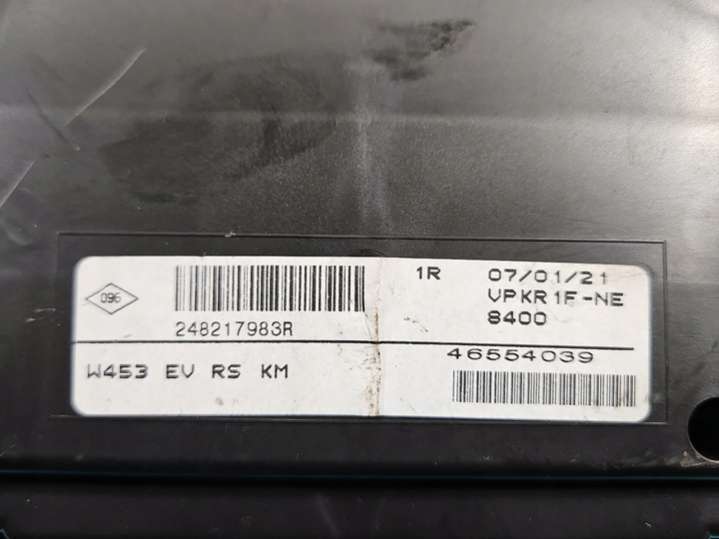 096
248217983R
W453 EV RS KM
1R 07/01/21
VPKR1F-NE
8400
46554039